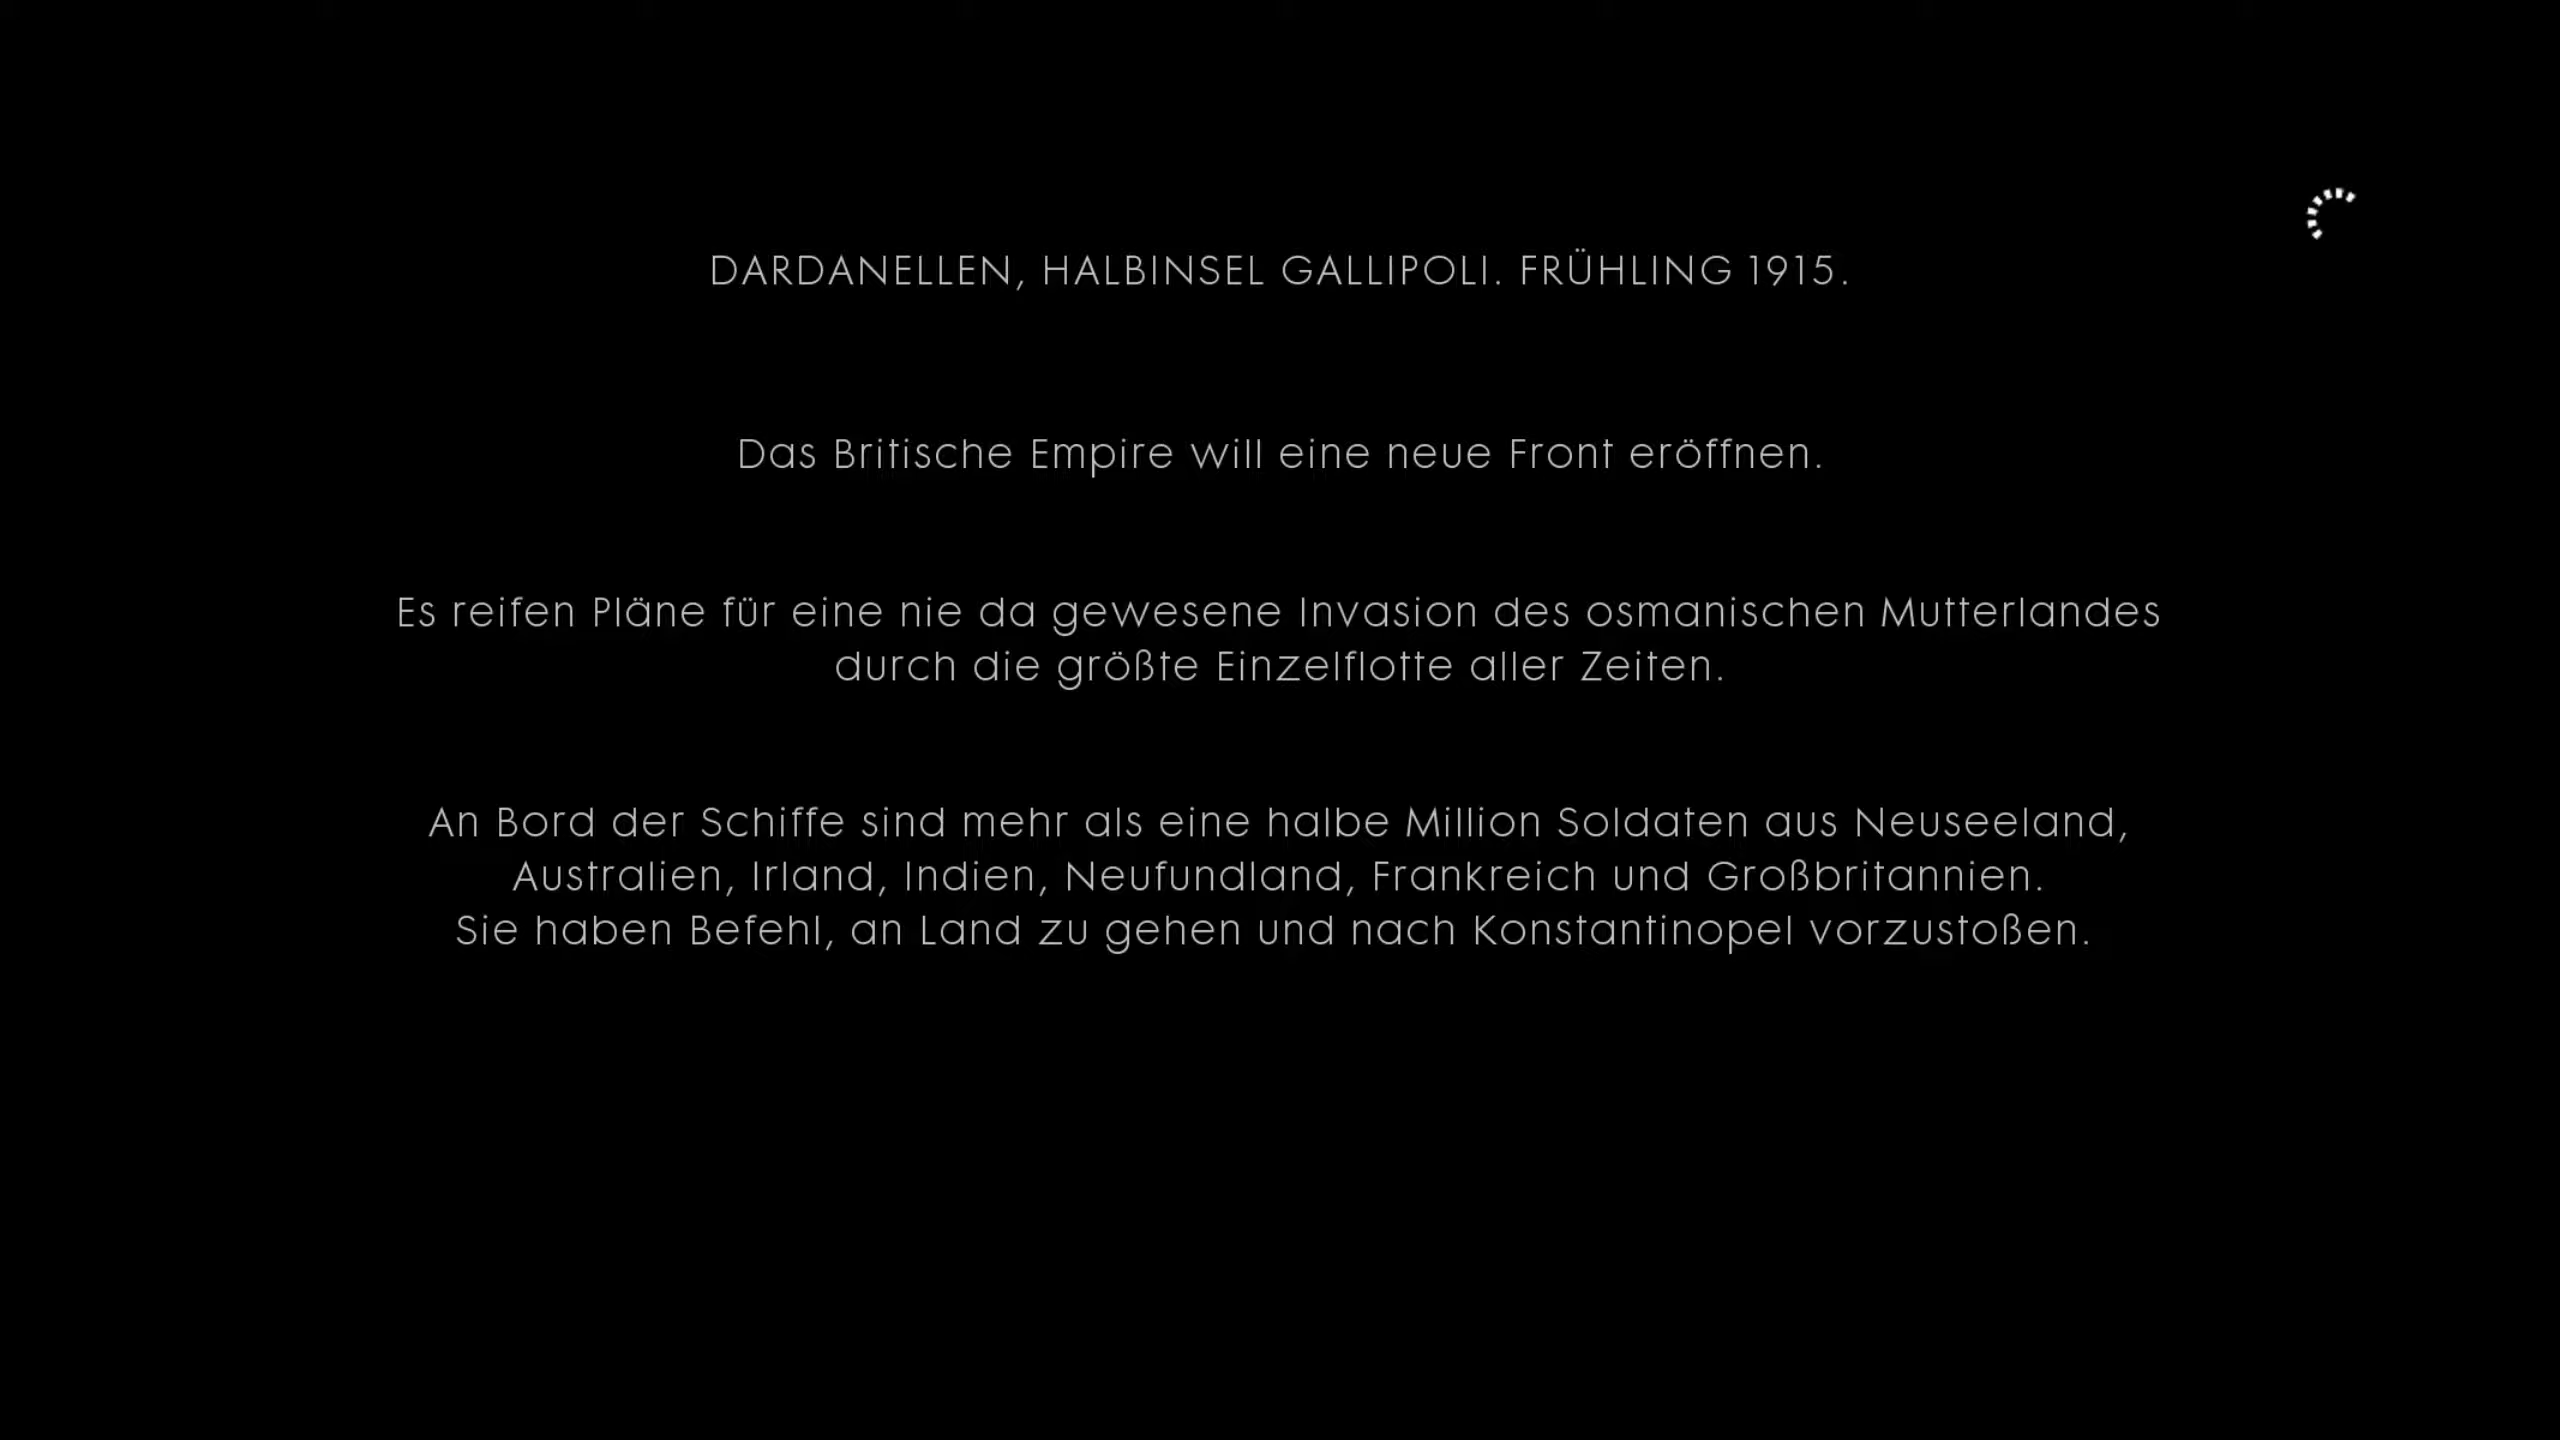 DARDANELLEN, HALBINSEL GALLIPOLI. FRÜHLING 1915.
Das Britische Empire will eine neue Front eröffnen.
Es reifen Pläne für eine nie da gewesene Invasion des osmanischen Mutterlandes
durch die größte Einzelflotte aller Zeiten.
An Bord der Schiffe sind mehr als eine halbe Million Soldaten aus Neuseeland,
Australien, Irland, Indien, Neufundland, Frankreich und Großbritannien.
Sie haben Befehl, an Land zu gehen und nach Konstantinopel vorzustoßen.